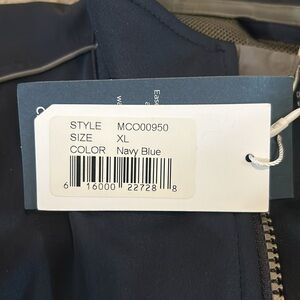 STYLE MCO00950
SIZE XL
COLOR Navy Blue
6 16000 22728 8